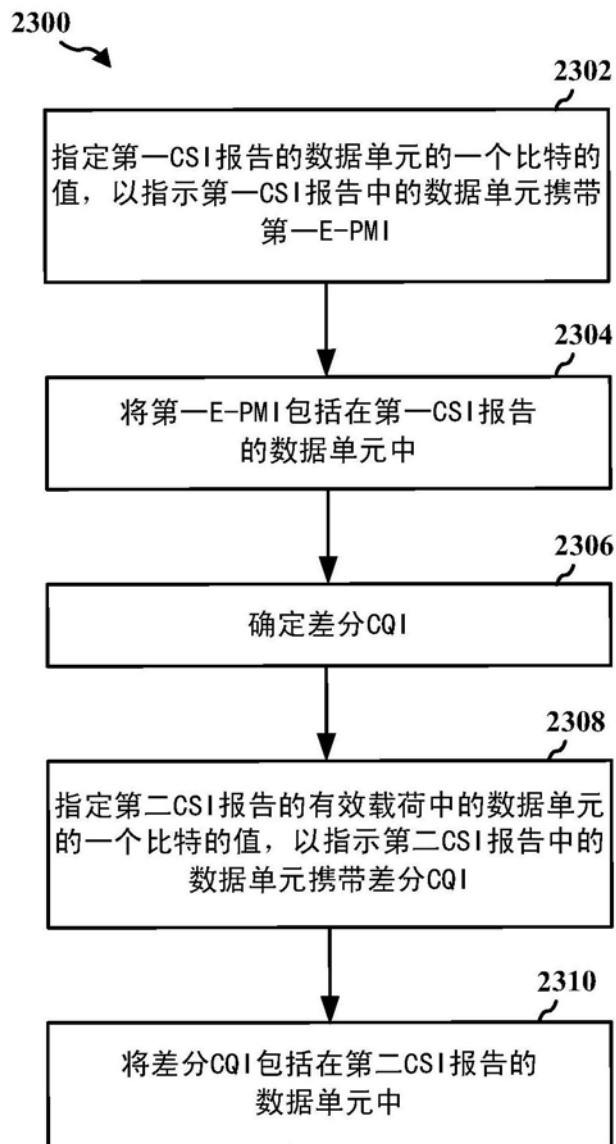 2300
2302
指定第一CSI报告的数据单元的一个比特的
值，以指示第一CSI报告中的数据单元携带
第一E-PMI
2304
将第一E-PMI包括在第一CSI报告
的数据单元中
2306
确定差分CQI
2308
指定第二CSI报告的有效载荷中的数据单元
的一个比特的值，以指示第二CSI报告中的
数据单元携带差分CQI
2310
将差分CQI包括在第二CSI报告的
数据单元中